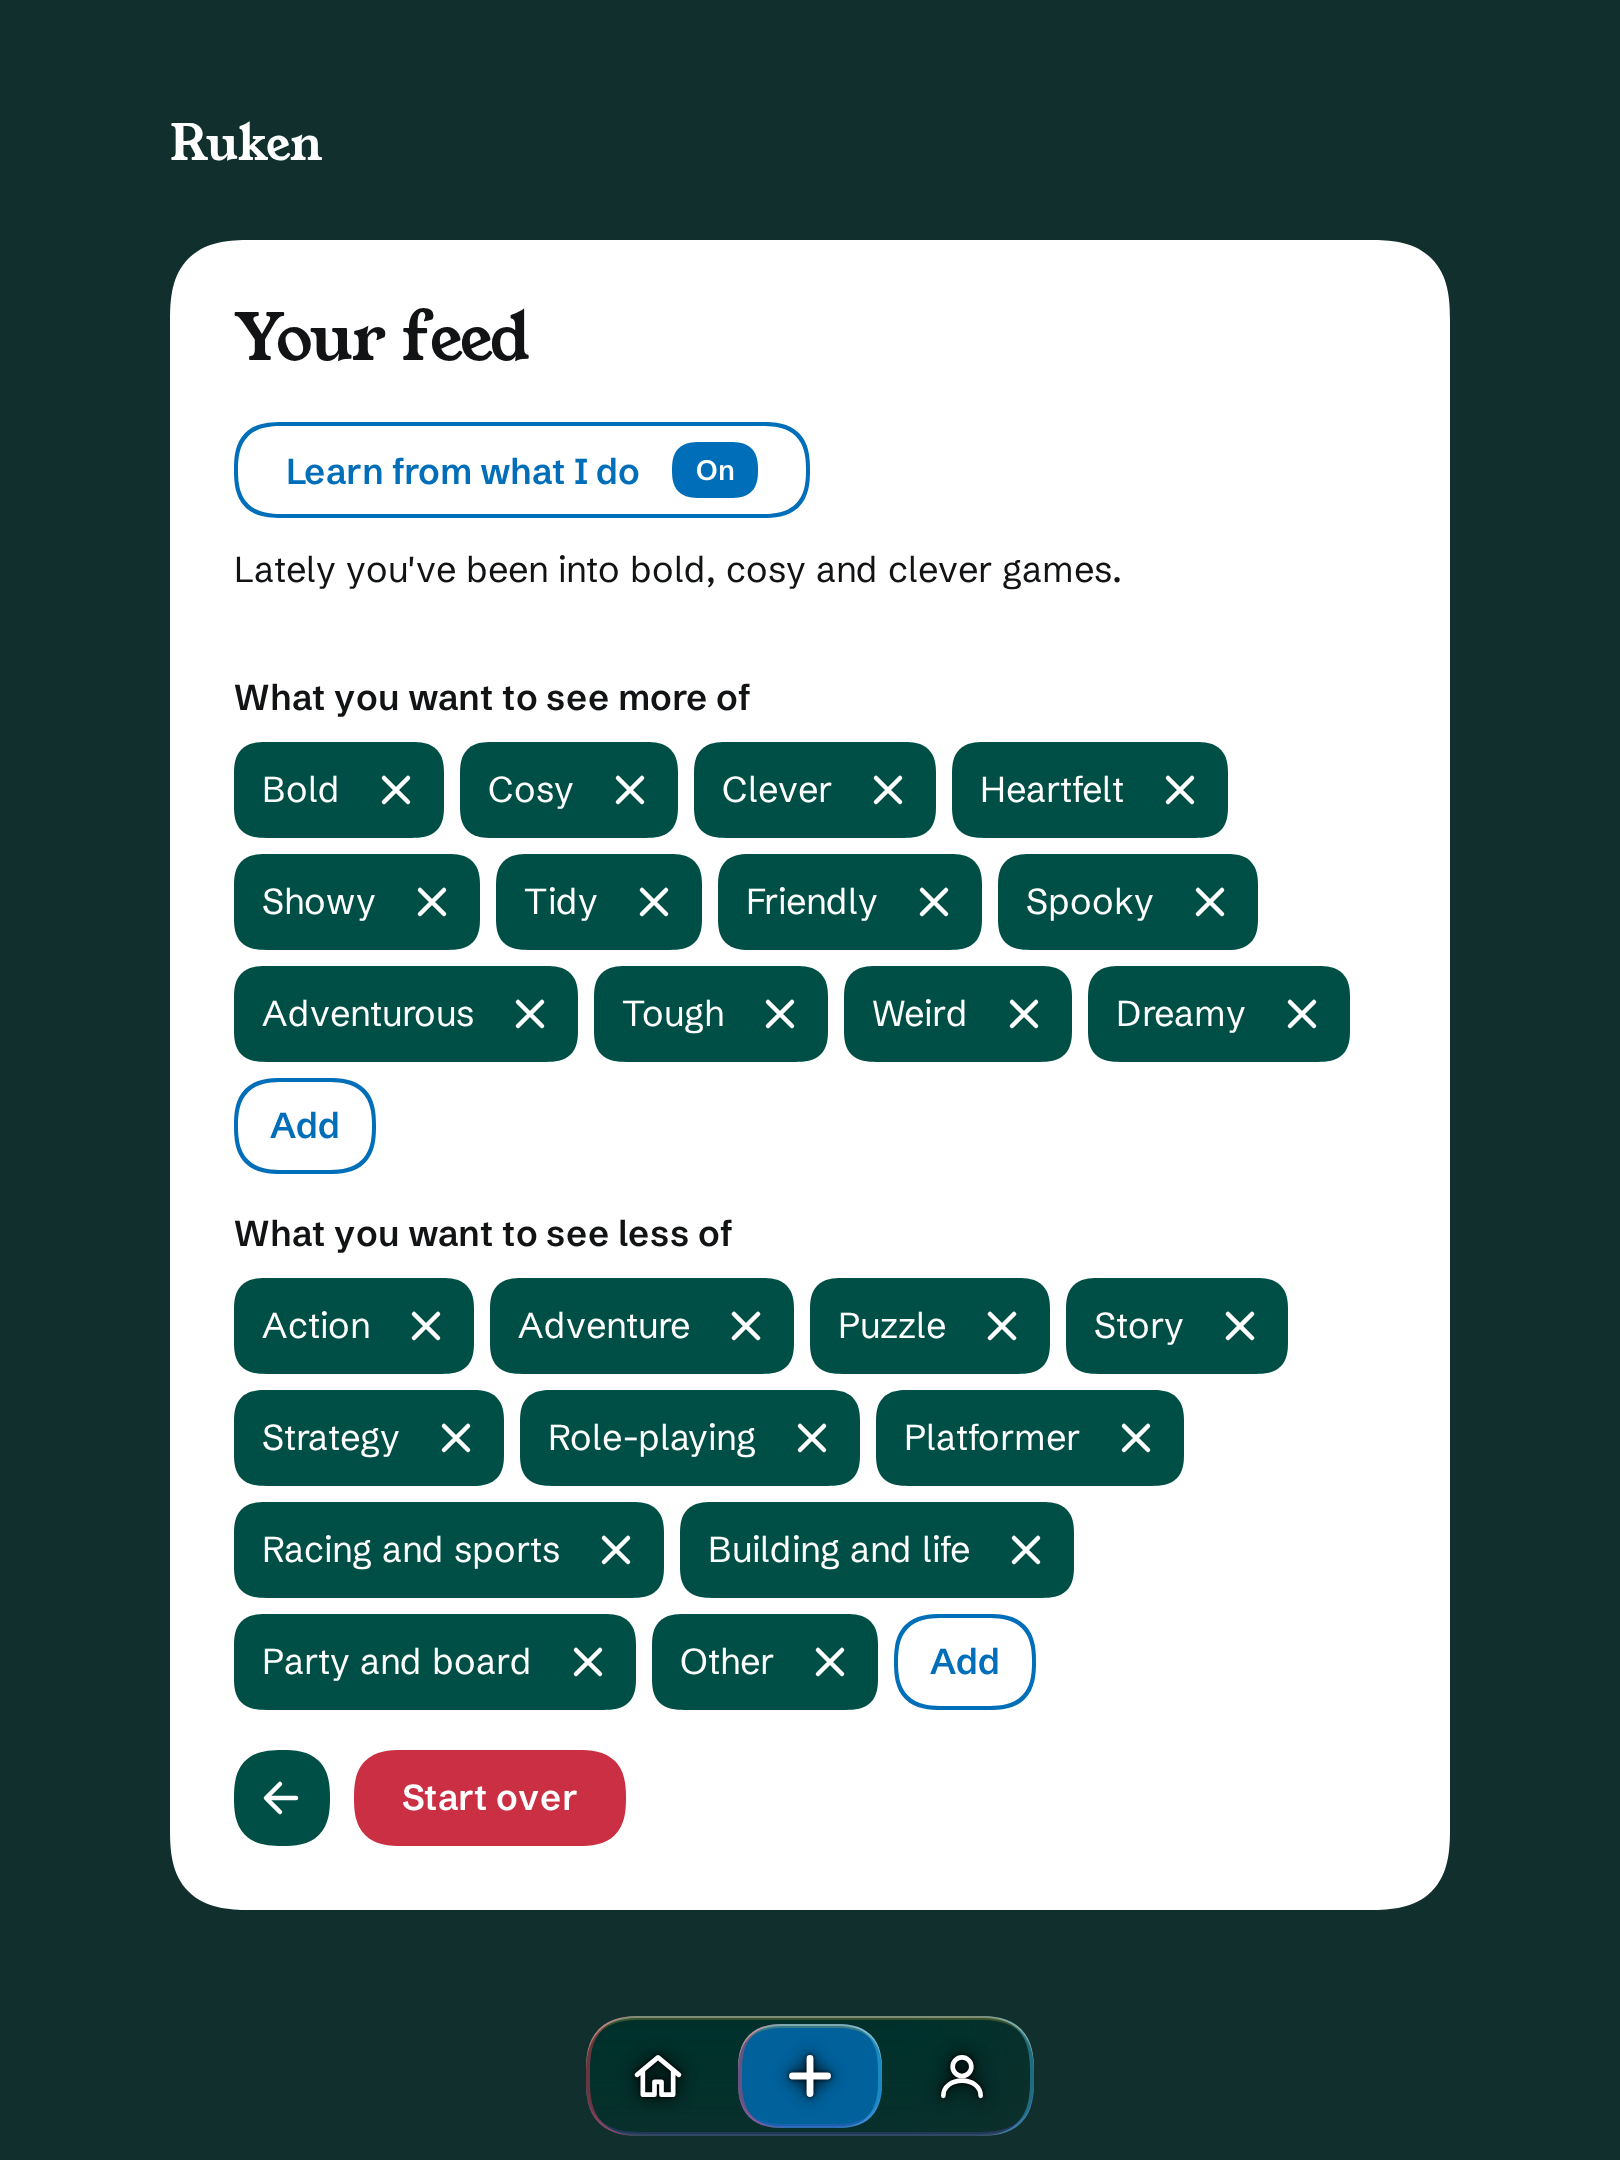 Ruken
Your feed
Learn from what I do On
Lately you've been into bold, cosy and clever games.
What you want to see more of
Bold Cosy Clever Heartfelt
Showy Tidy Friendly Spooky
Adventurous Tough Weird Dreamy
Add
What you want to see less of
Action Adventure Puzzle Story
Strategy Role-playing Platformer
Racing and sports Building and life
Party and board Other Add
Start over